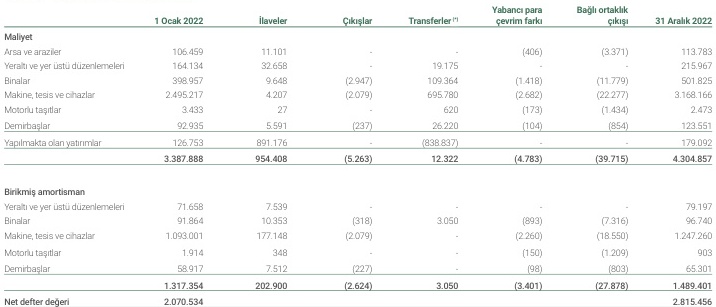 Yabancı para Bağlı ortaklık
1 Ocak 2022 İlaveler Çıkışlar Transferler (*) çevrim farkı çıkışı 31 Aralık 2022
Maliyet
Arsa ve araziler 106.459 11.101 - - (406) (3.371) 113.783
Yeraltı ve yer üstü düzenlemeleri 164.134 32.658 - 19.175 - - 215.967
Binalar 398.957 9.648 (2.947) 109.364 (1.418) (11.779) 501.825
Makine, tesis ve cihazlar 2.495.217 4.207 (2.079) 695.780 (2.682) (22.277) 3.168.166
Motorlu taşıtlar 3.433 27 - 620 (173) (1.434) 2.473
Demirbaşlar 92.935 5.591 (237) 26.220 (104) (854) 123.551
Yapılmakta olan yatırımlar 126.753 891.176 - (838.837) - - 179.092
3.387.888 954.408 (5.263) 12.322 (4.783) (39.715) 4.304.857
Birikmiş amortisman
Yeraltı ve yer üstü düzenlemeleri 71.658 7.539 - - - - 79.197
Binalar 91.864 10.353 (318) 3.050 (893) (7.316) 96.740
Makine, tesis ve cihazlar 1.093.001 177.148 (2.079) - (2.260) (18.550) 1.247.260
Motorlu taşıtlar 1.914 348 - - (150) (1.209) 903
Demirbaşlar 58.917 7.512 (227) - (98) (803) 65.301
1.317.354 202.900 (2.624) 3.050 (3.401) (27.878) 1.489.401
Net defter değeri 2.070.534 2.815.456